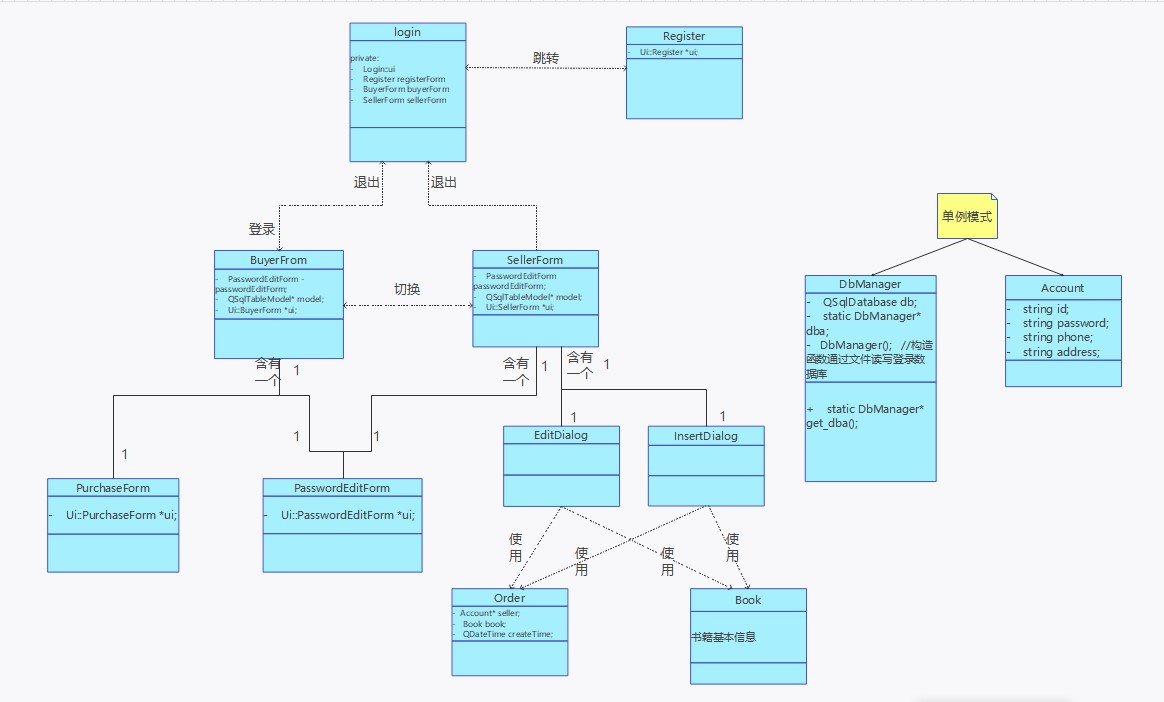 login
private:
- Login:ui
- Register registerForm
- BuyerForm buyerForm
- SellerForm sellerForm
跳转
Register
- Ui::Register *ui;
退出
退出
登录
BuyerFrom
- PasswordEditForm -
passwordEditForm;
- QSqlTableModel* model;
- Ui::BuyerForm *ui;
切换
SellerForm
- PasswordEditForm
passwordEditForm;
- QSqlTableModel* model;
- Ui::SellerForm *ui;
单例模式
DbManager
- QSqlDatabase db;
- static DbManager*
dba;
- DbManager(); //构造
函数通过文件读写登录数
据库
+ static DbManager*
get_dba();
Account
- string id;
- string password;
- string phone;
- string address;
含有
一个
1
含有
一个
1
含有
一个
1
1
1
1
1
1
PurchaseForm
- Ui::PurchaseForm *ui;
PasswordEditForm
- Ui::PasswordEditForm *ui;
EditDialog
InsertDialog
使
用
使
用
使
用
使
用
Order
- Account* seller;
- Book book;
- QDateTime createTime;
Book
书籍基本信息